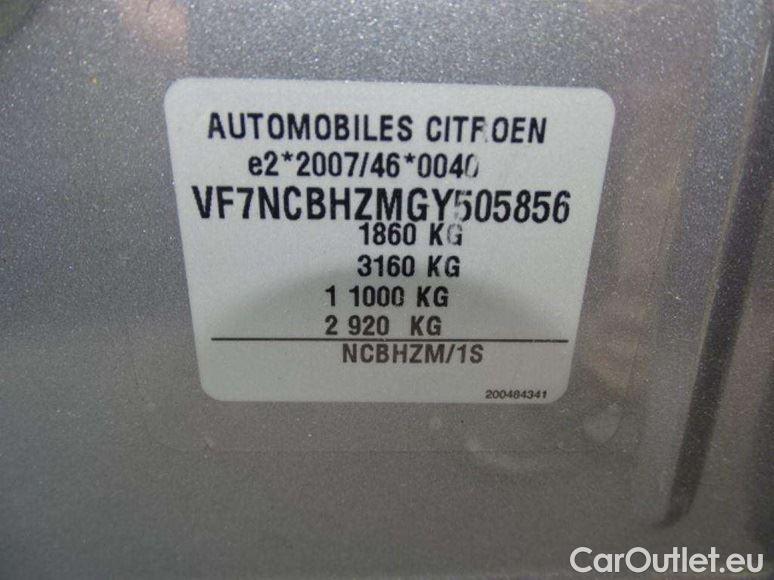 AUTOMOBILES CITROEN
e2*2007/46*0040
VF7NCBHZMGY505856
1860 KG
3160 KG
1 1000 KG
2 920 KG
NCBHZM/1S
200484341
CarOutlet.eu